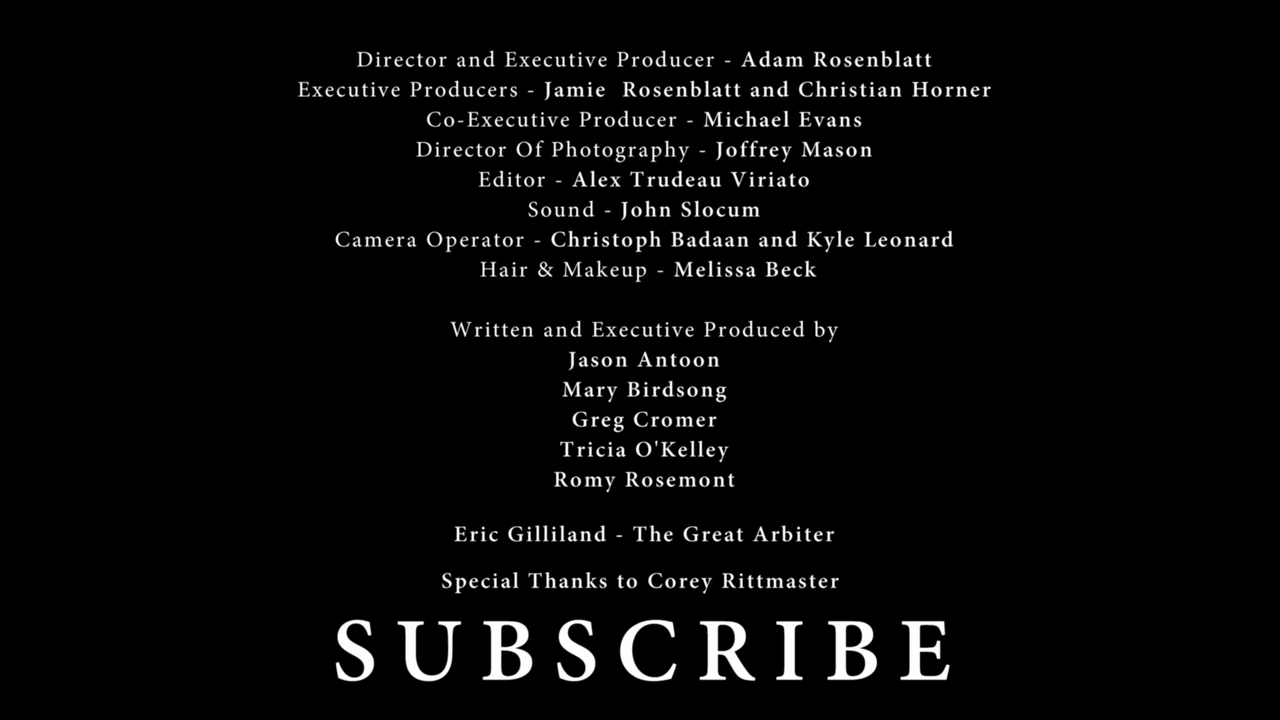 Director and Executive Producer - Adam Rosenblatt
Executive Producers - Jamie  Rosenblatt and Christian Horner
Co-Executive Producer - Michael Evans
Director Of Photography - Joffrey Mason
Editor - Alex Trudeau Viriato
Sound - John Slocum
Camera Operator - Christoph Badaan and Kyle Leonard
Hair & Makeup - Melissa Beck
Written and Executive Produced by
Jason Antoon
Mary Birdsong
Greg Cromer
Tricia O'Kelley
Romy Rosemont
Eric Gilliland - The Great Arbiter
Special Thanks to Corey Rittmaster
SUBSCRIBE